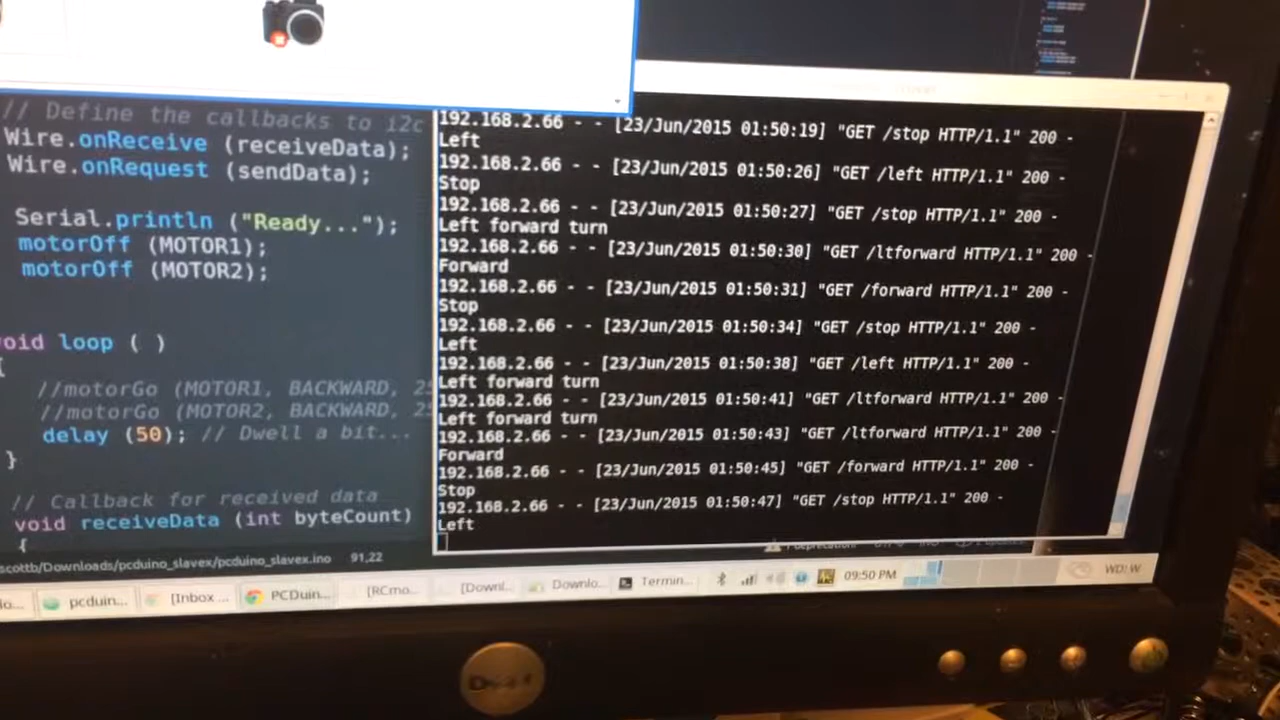 // Define the callbacks to i2c
Wire.onReceive (receiveData);
Wire.onRequest (sendData);
Serial.println ("Ready...");
motorOff (MOTOR1);
motorOff (MOTOR2);
void loop ( )
{
//motorGo (MOTOR1, BACKWARD, 25
//motorGo (MOTOR2, BACKWARD, 25
delay (50); // Dwell a bit...
}
// Callback for received data
void receiveData (int byteCount)
{
scottb/Downloads/pcduino_slavex/pcduino_slavex.ino 91,22
192.168.2.66 - - [23/Jun/2015 01:50:19] "GET /stop HTTP/1.1" 200 -
Left
192.168.2.66 - - [23/Jun/2015 01:50:26] "GET /left HTTP/1.1" 200 -
Stop
192.168.2.66 - - [23/Jun/2015 01:50:27] "GET /stop HTTP/1.1" 200 -
Left forward turn
192.168.2.66 - - [23/Jun/2015 01:50:30] "GET /ltforward HTTP/1.1" 200 -
Forward
192.168.2.66 - - [23/Jun/2015 01:50:31] "GET /forward HTTP/1.1" 200 -
Stop
192.168.2.66 - - [23/Jun/2015 01:50:34] "GET /stop HTTP/1.1" 200 -
Left
192.168.2.66 - - [23/Jun/2015 01:50:38] "GET /left HTTP/1.1" 200 -
Left forward turn
192.168.2.66 - - [23/Jun/2015 01:50:41] "GET /ltforward HTTP/1.1" 200 -
Left forward turn
192.168.2.66 - - [23/Jun/2015 01:50:43] "GET /ltforward HTTP/1.1" 200 -
Forward
192.168.2.66 - - [23/Jun/2015 01:50:45] "GET /forward HTTP/1.1" 200 -
Stop
192.168.2.66 - - [23/Jun/2015 01:50:47] "GET /stop HTTP/1.1" 200 -
Left
lo... pcduin... [Inbox ... PCDuin... [RCmo... [Downl... Downlo... Termin... 09:50 PM
DELL